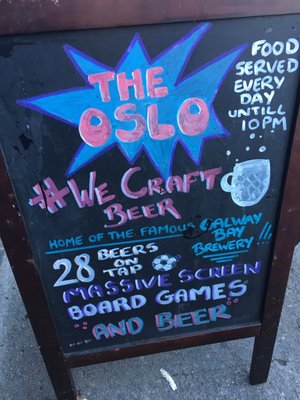 THE
OSLO
FOOD
SERVED
EVERY
DAY
UNTILL
10PM
#WE CRAFT
BEER
HOME OF THE FAMOUS GALWAY
BAY
BREWERY!!!
28 BEERS
ON
TAP
MASSIVE SCREEN
BOARD GAMES
...AND BEER